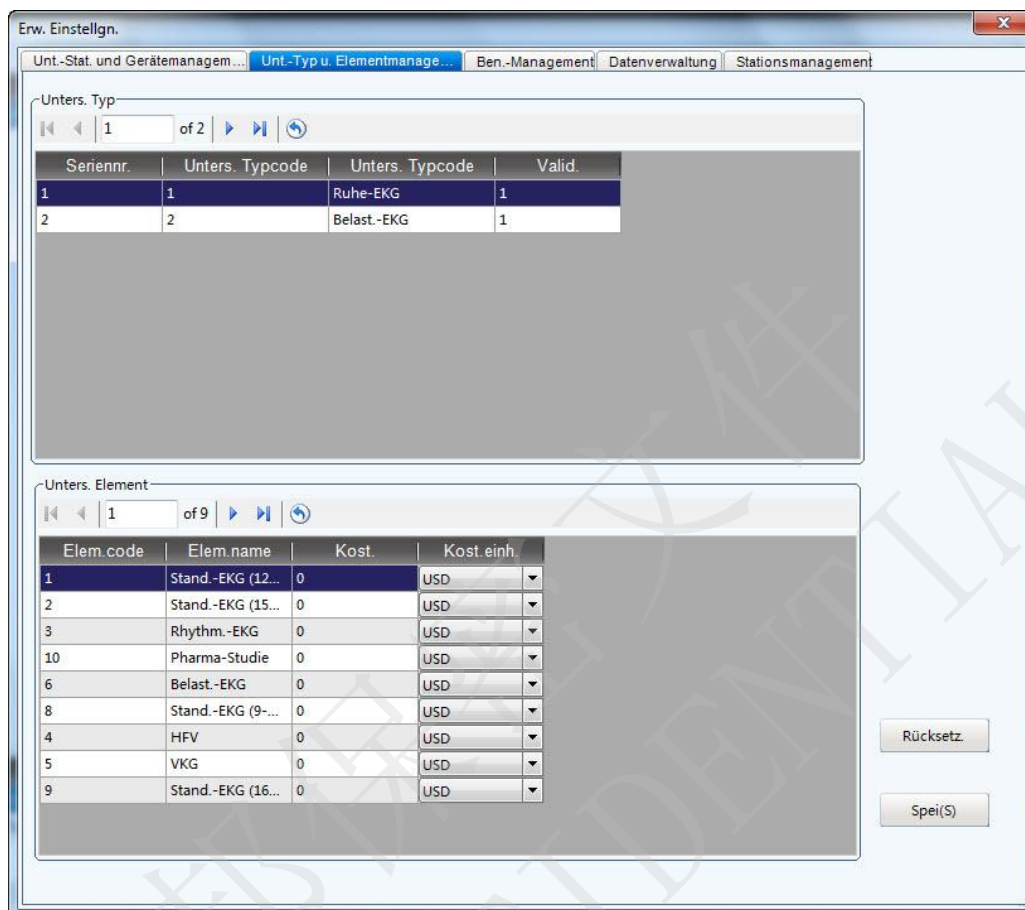 Erw. Einstellgn.
Unt.-Stat. und Gerätemanagem... Unt.-Typ u. Elementmanage... Ben.-Management Datenverwaltung Stationsmanagement
Unters. Typ
1 of 2
Seriennr. Unters. Typcode Unters. Typcode Valid.
1 1 Ruhe-EKG 1
2 2 Belast.-EKG 1
Unters. Element
1 of 9
Elem.code Elem.name Kost. Kost.einh.
1 Stand.-EKG (12... 0 USD
2 Stand.-EKG (15... 0 USD
3 Rhythm.-EKG 0 USD
10 Pharma-Studie 0 USD
6 Belast.-EKG 0 USD
8 Stand.-EKG (9-... 0 USD
4 HFV 0 USD
5 VKG 0 USD
9 Stand.-EKG (16... 0 USD
Rücksetz.
Spei(S)